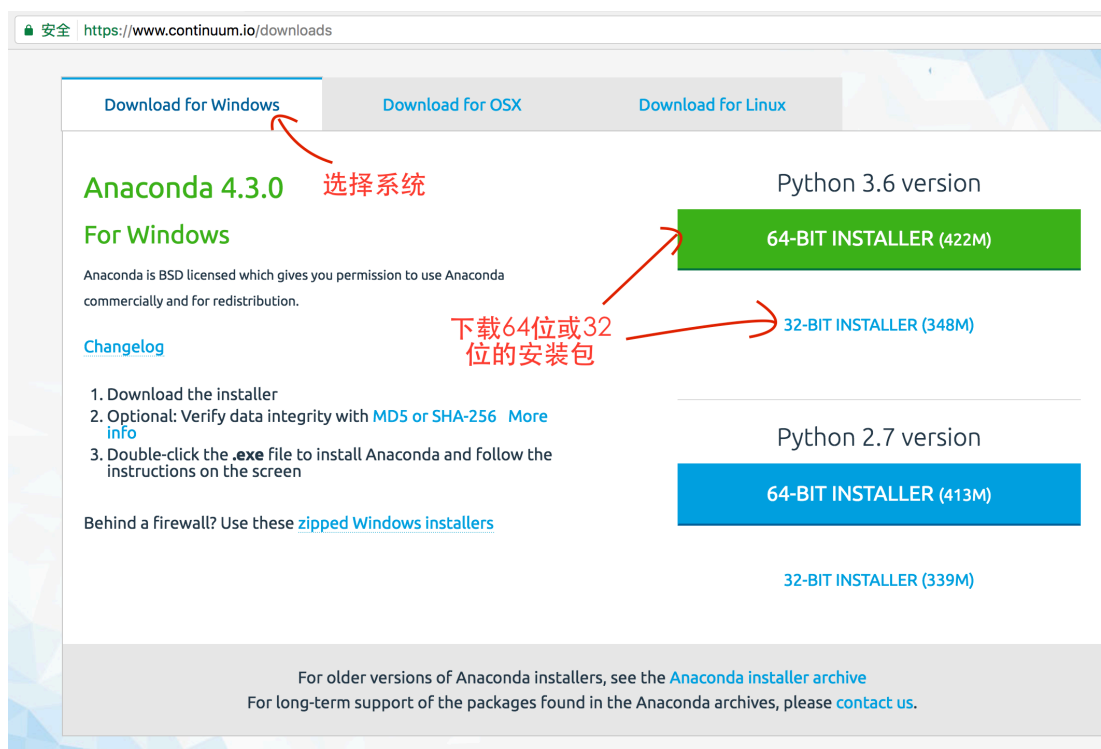 安全 https://www.continuum.io/downloads
Download for Windows
Download for OSX
Download for Linux
选择系统
Anaconda 4.3.0
For Windows
Anaconda is BSD licensed which gives you permission to use Anaconda
commercially and for redistribution.
Changelog
1. Download the installer
2. Optional: Verify data integrity with MD5 or SHA-256 More
info
3. Double-click the .exe file to install Anaconda and follow the
instructions on the screen
Behind a firewall? Use these zipped Windows installers
下载64位或32
位的安装包
Python 3.6 version
64-BIT INSTALLER (422M)
32-BIT INSTALLER (348M)
Python 2.7 version
64-BIT INSTALLER (413M)
32-BIT INSTALLER (339M)
For older versions of Anaconda installers, see the Anaconda installer archive
For long-term support of the packages found in the Anaconda archives, please contact us.